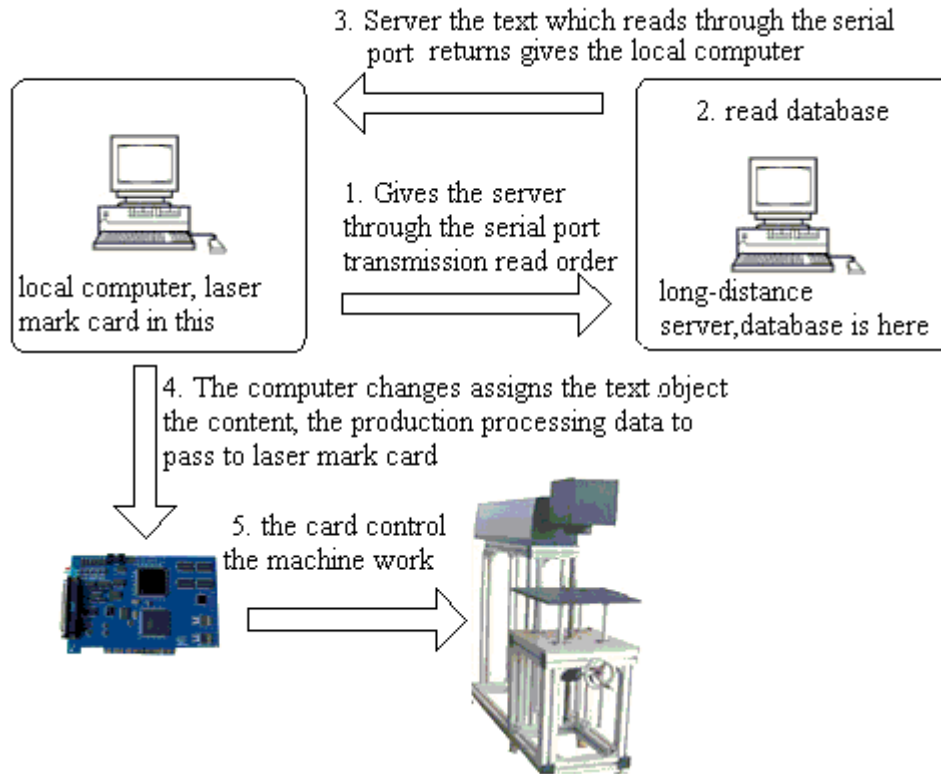 3. Server the text which reads through the serial
port returns gives the local computer
2. read database
1. Gives the server
through the serial port
transmission read order
local computer, laser
mark card in this
long-distance
server,database is here
4. The computer changes assigns the text object
the content, the production processing data to
pass to laser mark card
5. the card control
the machine work